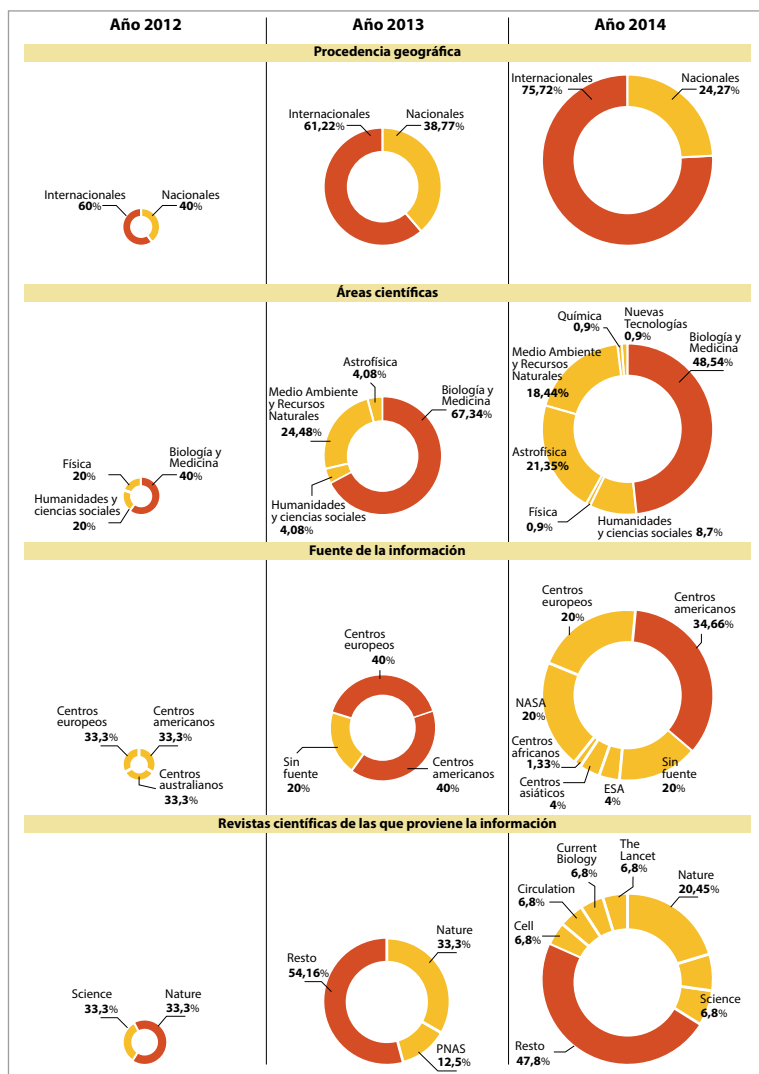 Año 2012
Año 2013
Año 2014
Procedencia geográfica
Internacionales
60%
Nacionales
40%
Internacionales
61,22%
Nacionales
38,77%
Internacionales
75,72%
Nacionales
24,27%
Áreas científicas
Física
20%
Biología y
Medicina
40%
Humanidades y
ciencias sociales
20%
Astrofísica
4,08%
Medio Ambiente
y Recursos
Naturales
24,48%
Biología y
Medicina
67,34%
Humanidades
y ciencias sociales
4,08%
Química
0,9%
Nuevas
Tecnologías
0,9%
Biología y
Medicina
48,54%
Medio Ambiente
y Recursos
Naturales
18,44%
Astrofísica
21,35%
Física
0,9%
Humanidades
y ciencias sociales 8,7%
Fuente de la información
Centros
europeos
33,3%
Centros
americanos
33,3%
Centros
australianos
33,3%
Centros
europeos
40%
Sin
fuente
20%
Centros
americanos
40%
Centros
europeos
20%
Centros
americanos
34,66%
NASA
20%
Centros
africanos
1,33%
Centros
asiáticos
4%
ESA
4%
Sin
fuente
20%
Revistas científicas de las que proviene la información
Science
33,3%
Nature
33,3%
Resto
54,16%
Nature
33,3%
PNAS
12,5%
Current
Biology
6,8%
The
Lancet
6,8%
Nature
20,45%
Circulation
6,8%
Cell
6,8%
Science
6,8%
Resto
47,8%